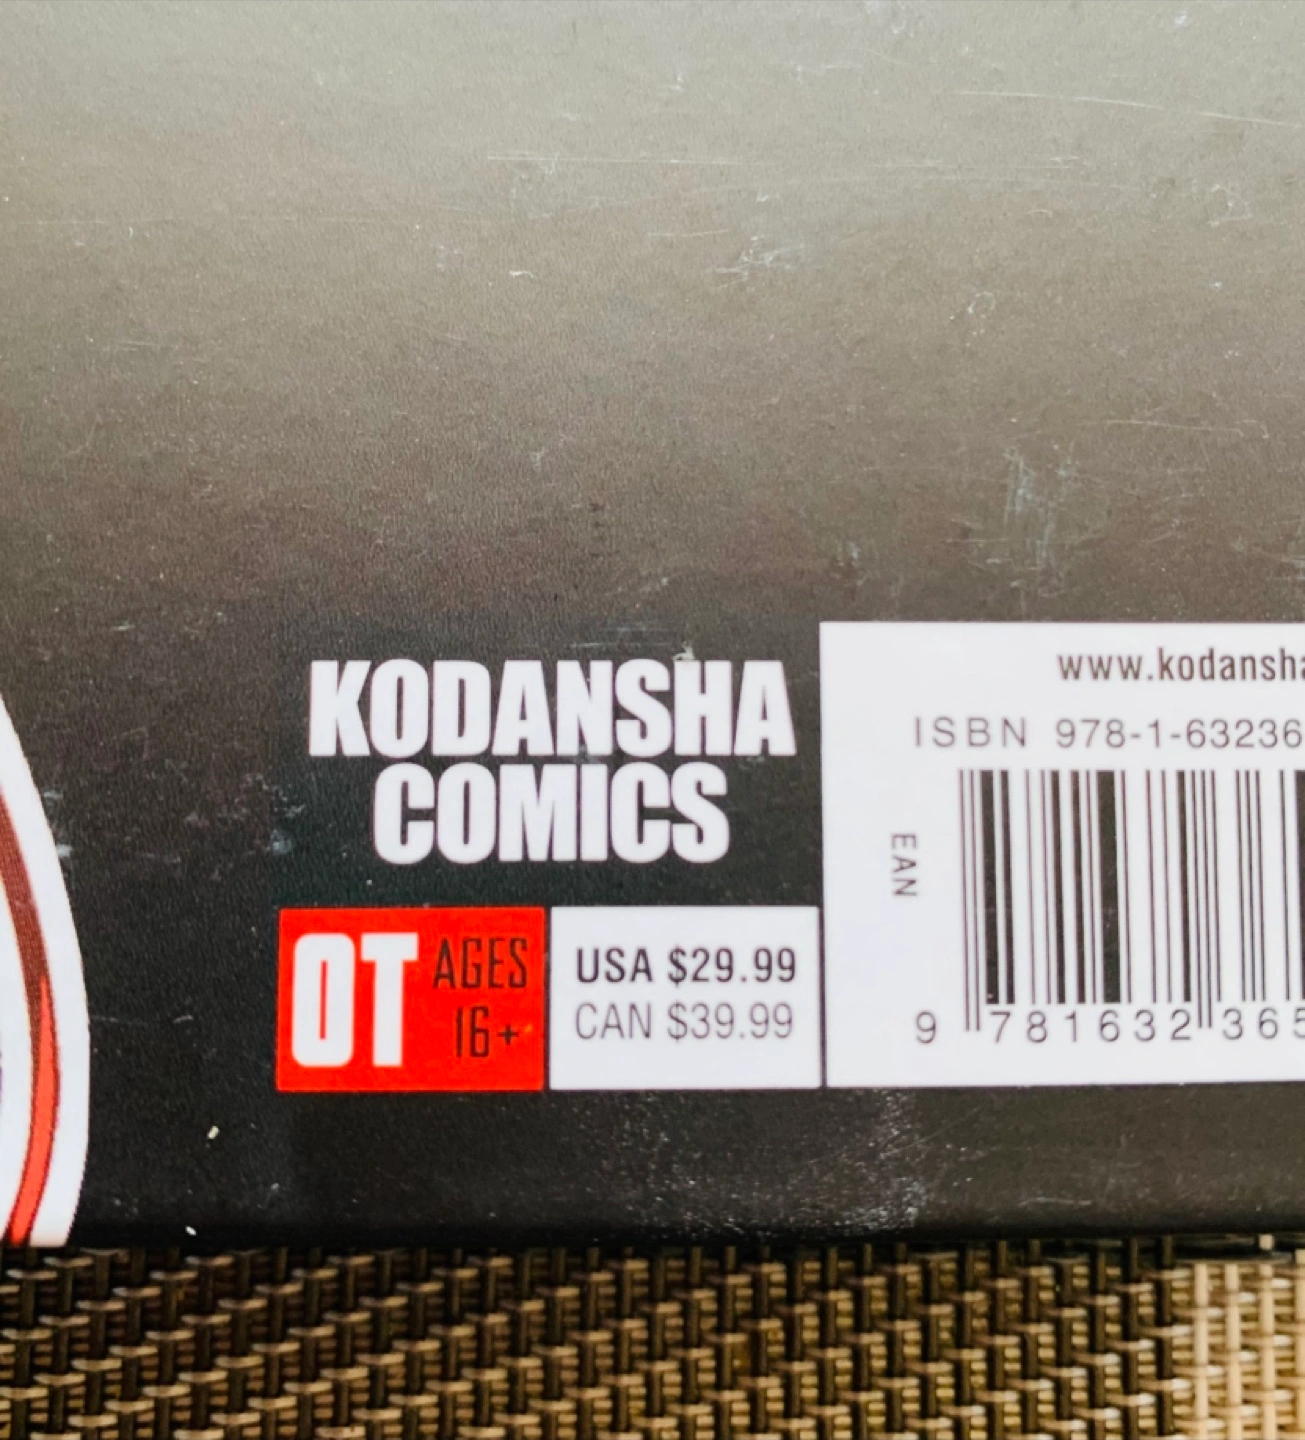 KODANSHA
COMICS
OT AGES
16+
USA $29.99
CAN $39.99
www.kodansha
ISBN 978-1-63236
EAN
9 781632 365